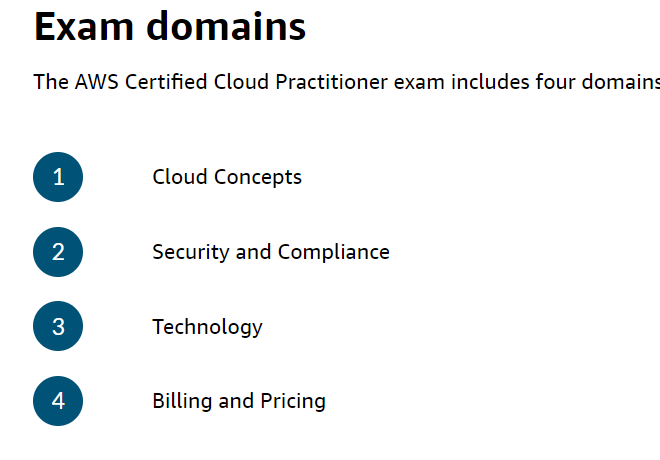 Exam domains
The AWS Certified Cloud Practitioner exam includes four domains
1 Cloud Concepts
2 Security and Compliance
3 Technology
4 Billing and Pricing